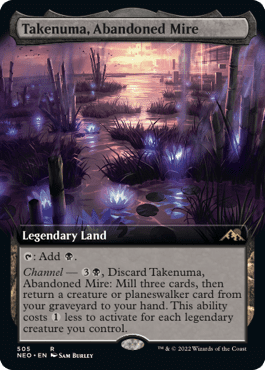 Takenuma, Abandoned Mire
Legendary Land
: Add .
Channel — 3, Discard Takenuma,
Abandoned Mire: Mill three cards, then
return a creature or planeswalker card from
your graveyard to your hand. This ability
costs 1 less to activate for each legendary
creature you control.
505 R
NEO • EN SAM BURLEY
™ & © 2022 Wizards of the Coast